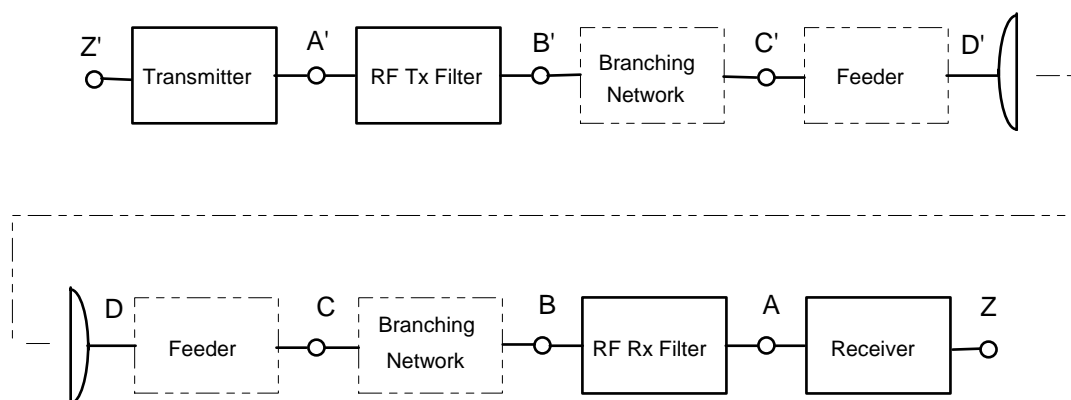 Z'
Transmitter
A'
RF Tx Filter
B'
Branching
Network
C'
Feeder
D'
D
Feeder
C
Branching
Network
B
RF Rx Filter
A
Receiver
Z